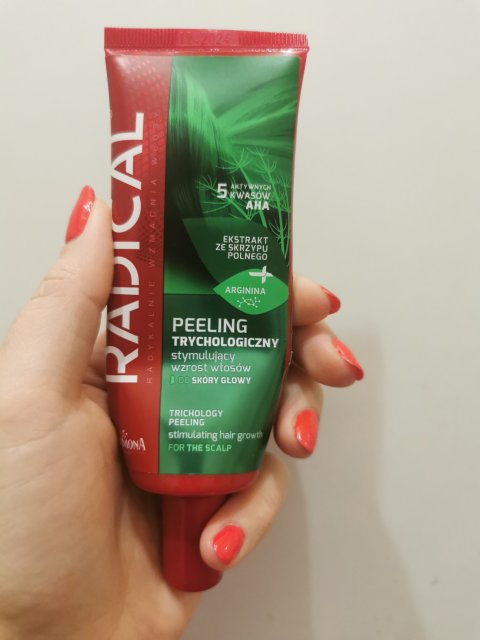 RADICAL
RADYKALNIE WZMACNIA WŁOSY
5 AKTYWNYCH
KWASÓW
AHA
EKSTRAKT
ZE SKRZYPU
POLNEGO
+
ARGININA
PEELING
TRYCHOLOGICZNY
stymulujący
wzrost włosów
DO SKÓRY GŁOWY
TRICHOLOGY
PEELING
stimulating hair growth
FOR THE SCALP